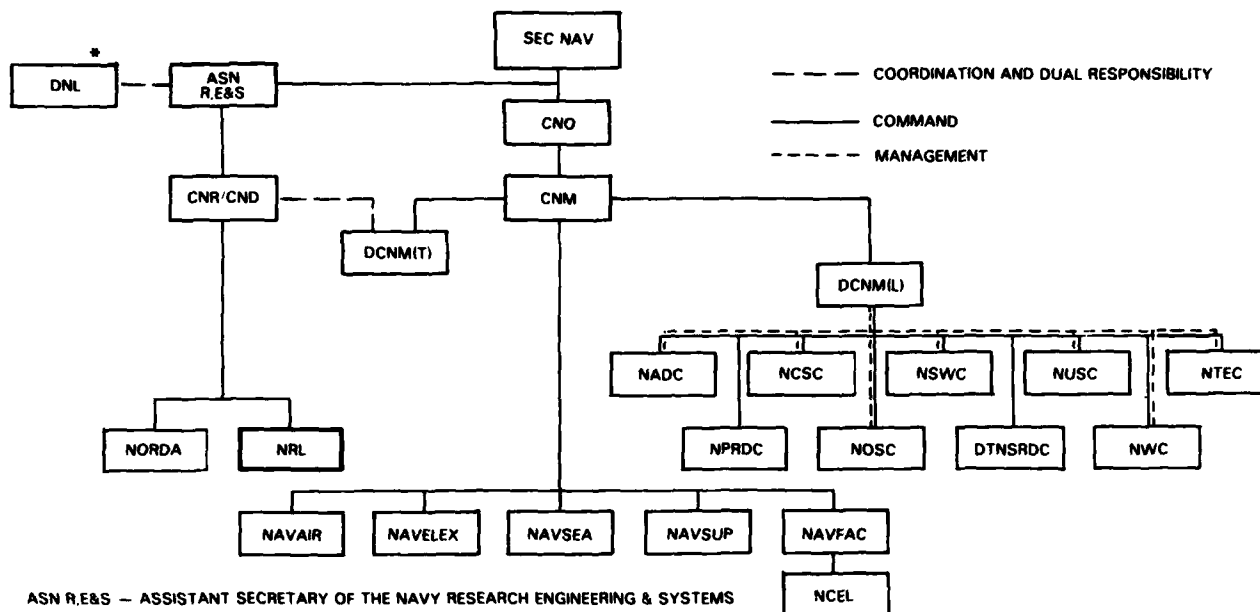 SEC NAV
*
DNL
ASN
R,E&S
— — — COORDINATION AND DUAL RESPONSIBILITY
CNO
COMMAND
MANAGEMENT
CNR/CND
CNM
DCNM(T)
DCNM(L)
NADC
NCSC
NSWC
NUSC
NTEC
NORDA
NRL
NPRDC
NOSC
DTNSRDC
NWC
NAVAIR
NAVELEX
NAVSEA
NAVSUP
NAVFAC
NCEL
ASN R,E&S — ASSISTANT SECRETARY OF THE NAVY RESEARCH ENGINEERING & SYSTEMS